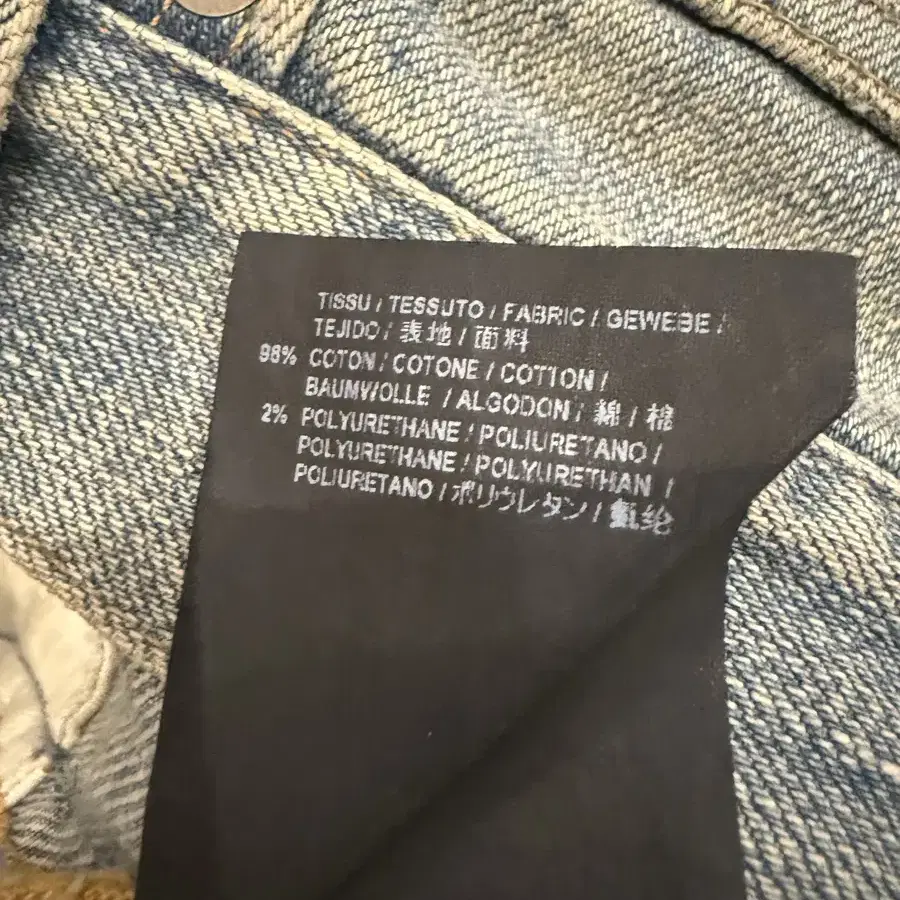 TISSU / TESSUTO / FABRIC / GEWEBE /
TEJIDO / 表地 / 面料
98% COTON / COTONE / COTTON /
BAUMWOLLE / ALGODON / 綿 / 棉
2% POLYURETHANE / POLIURETANO /
POLYURETHANE / POLYURETHAN /
POLIURETANO / ポリウレタン / 氨纶